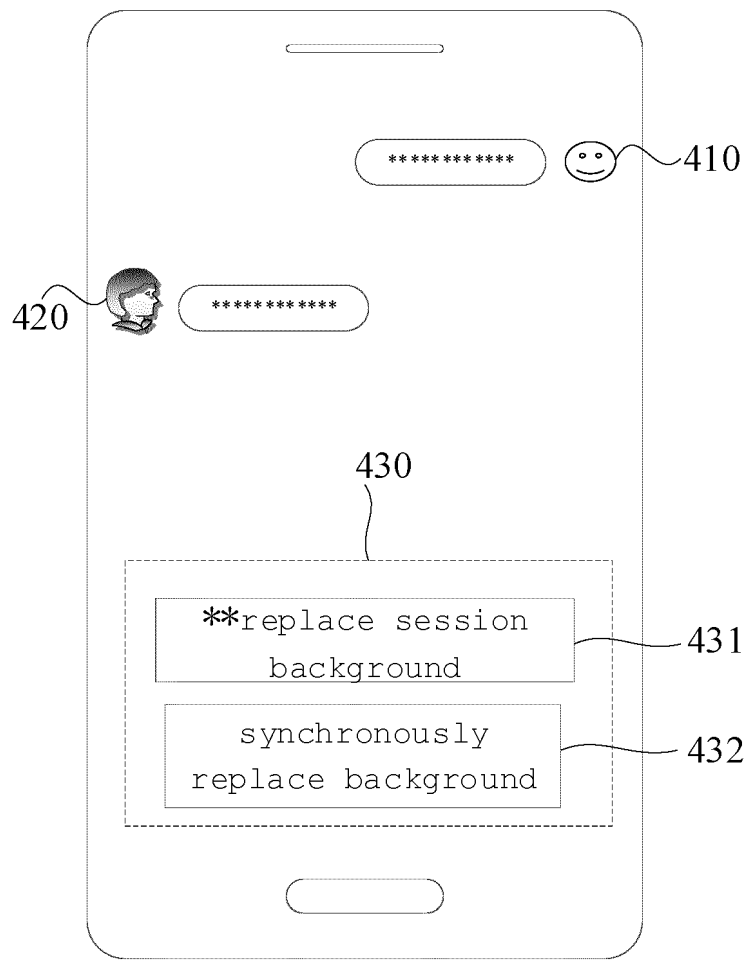 ************
410
420
************
430
**replace session
background
431
synchronously
replace background
432